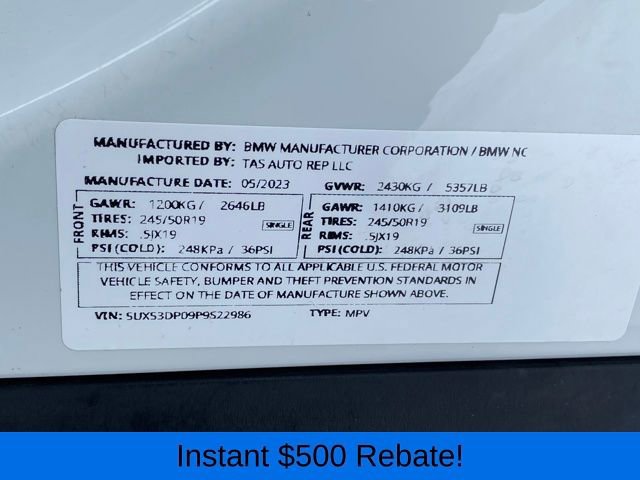 MANUFACTURED BY: BMW MANUFACTURER CORPORATION / BMW NC
IMPORTED BY: TAS AUTO REP LLC
MANUFACTURE DATE: 05/2023 GVWR: 2430KG / 5357LB
FRONT
GAWR: 1200KG / 2646LB
TIRES: 245/50R19
RIMS: .5JX19
SINGLE
PSI(COLD): 248KPa / 36PSI
REAR
GAWR: 1410KG / 3109LB
TIRES: 245/50R19
RIMS: .5JX19
SINGLE
PSI(COLD): 248KPa / 36PSI
THIS VEHICLE CONFORMS TO ALL APPLICABLE U.S. FEDERAL MOTOR
VEHICLE SAFETY, BUMPER AND THEFT PREVENTION STANDARDS IN
EFFECT ON THE DATE OF MANUFACTURE SHOWN ABOVE.
VIN: 5UX53DP09P9S22986 TYPE: MPV
Instant $500 Rebate!